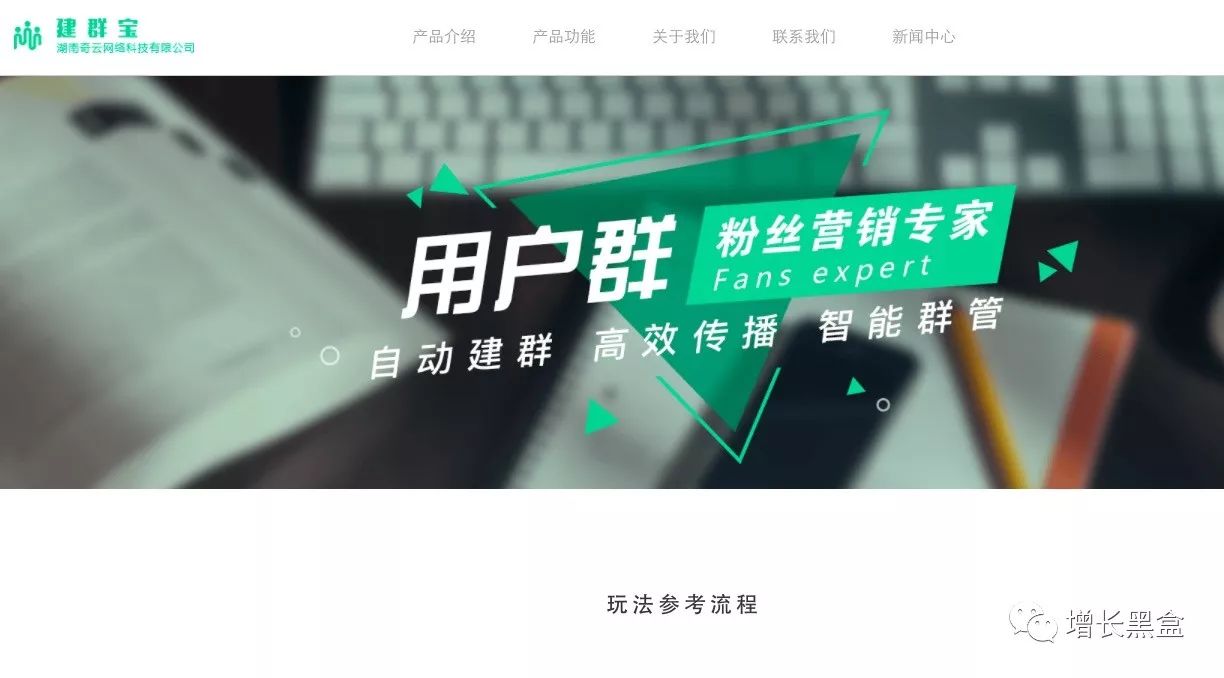 建群宝
湖南奇云网络科技有限公司
产品介绍 产品功能 关于我们 联系我们 新闻中心
用户群 粉丝营销专家
Fans expert
自动建群 高效传播 智能群管
玩法参考流程
增长黑盒